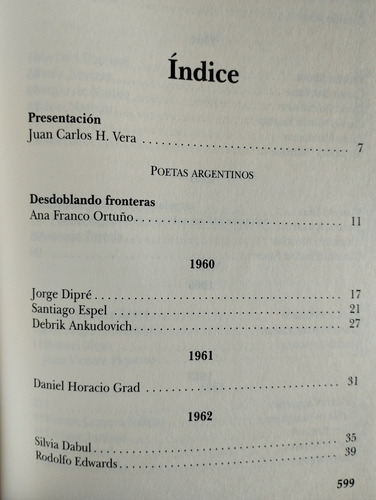 Índice
Presentación
Juan Carlos H. Vera ........................................ 7
POETAS ARGENTINOS
Desdoblando fronteras
Ana Franco Ortuño ........................................ 11
1960
Jorge Dipré ........................................ 17
Santiago Espel ........................................ 21
Debrik Ankudovich ........................................ 27
1961
Daniel Horacio Grad ........................................ 31
1962
Silvia Dabul ........................................ 35
Rodolfo Edwards ........................................ 39
599